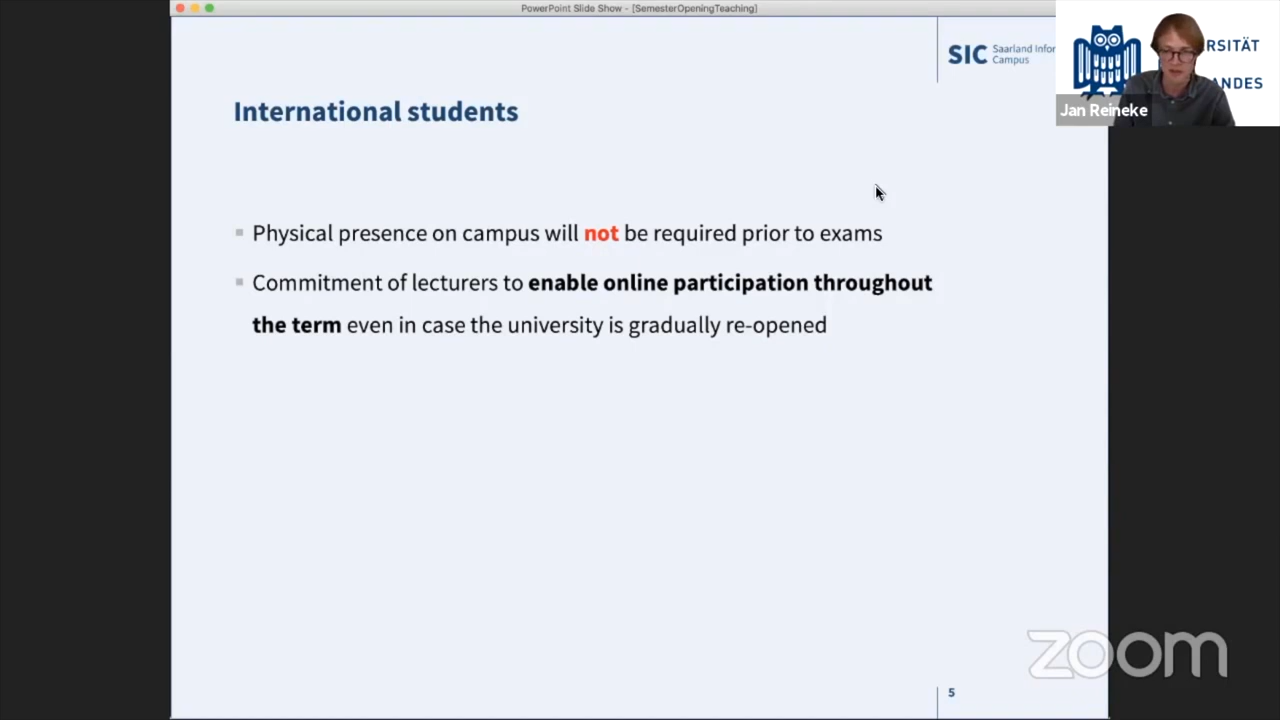 PowerPoint Slide Show - [SemesterOpeningTeaching]
SIC Saarland Infor
Campus
RSITÄT
ANDES
Jan Reineke
International students
Physical presence on campus will not be required prior to exams
Commitment of lecturers to enable online participation throughout
the term even in case the university is gradually re-opened
zoom
5